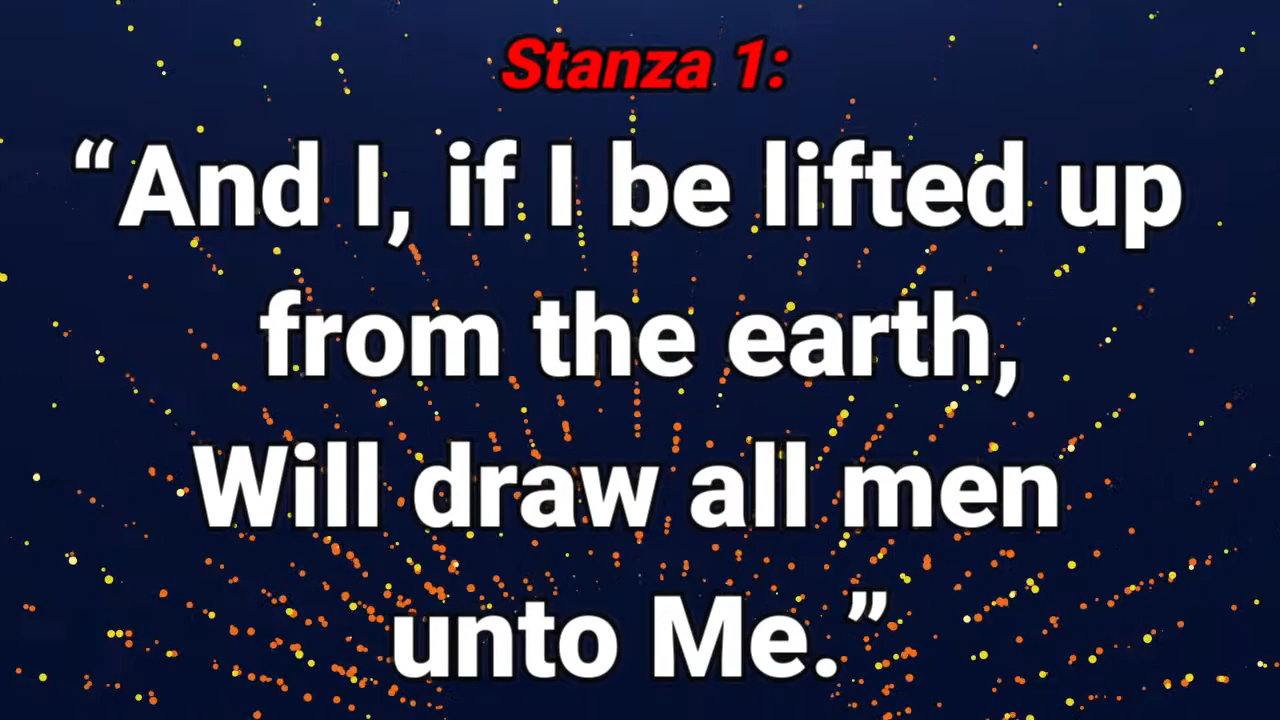 Stanza 1:
“And I, if I be lifted up
from the earth,
Will draw all men
unto Me.”